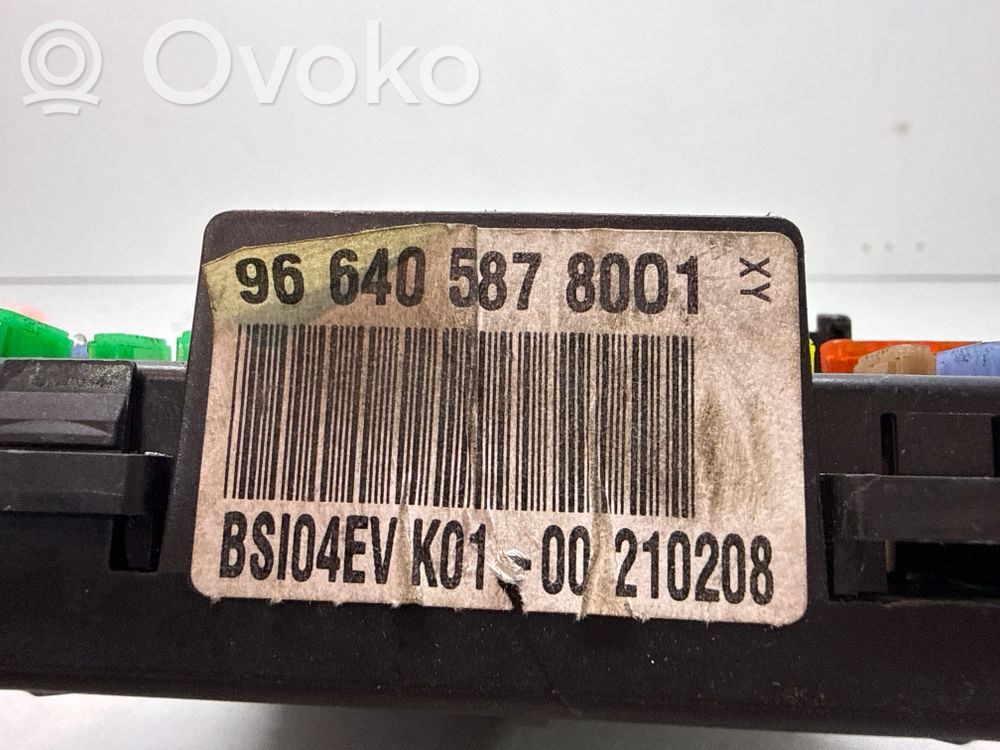 Ovoko
96 640 587 8001
XY
BSI04EV K01 -00 210208